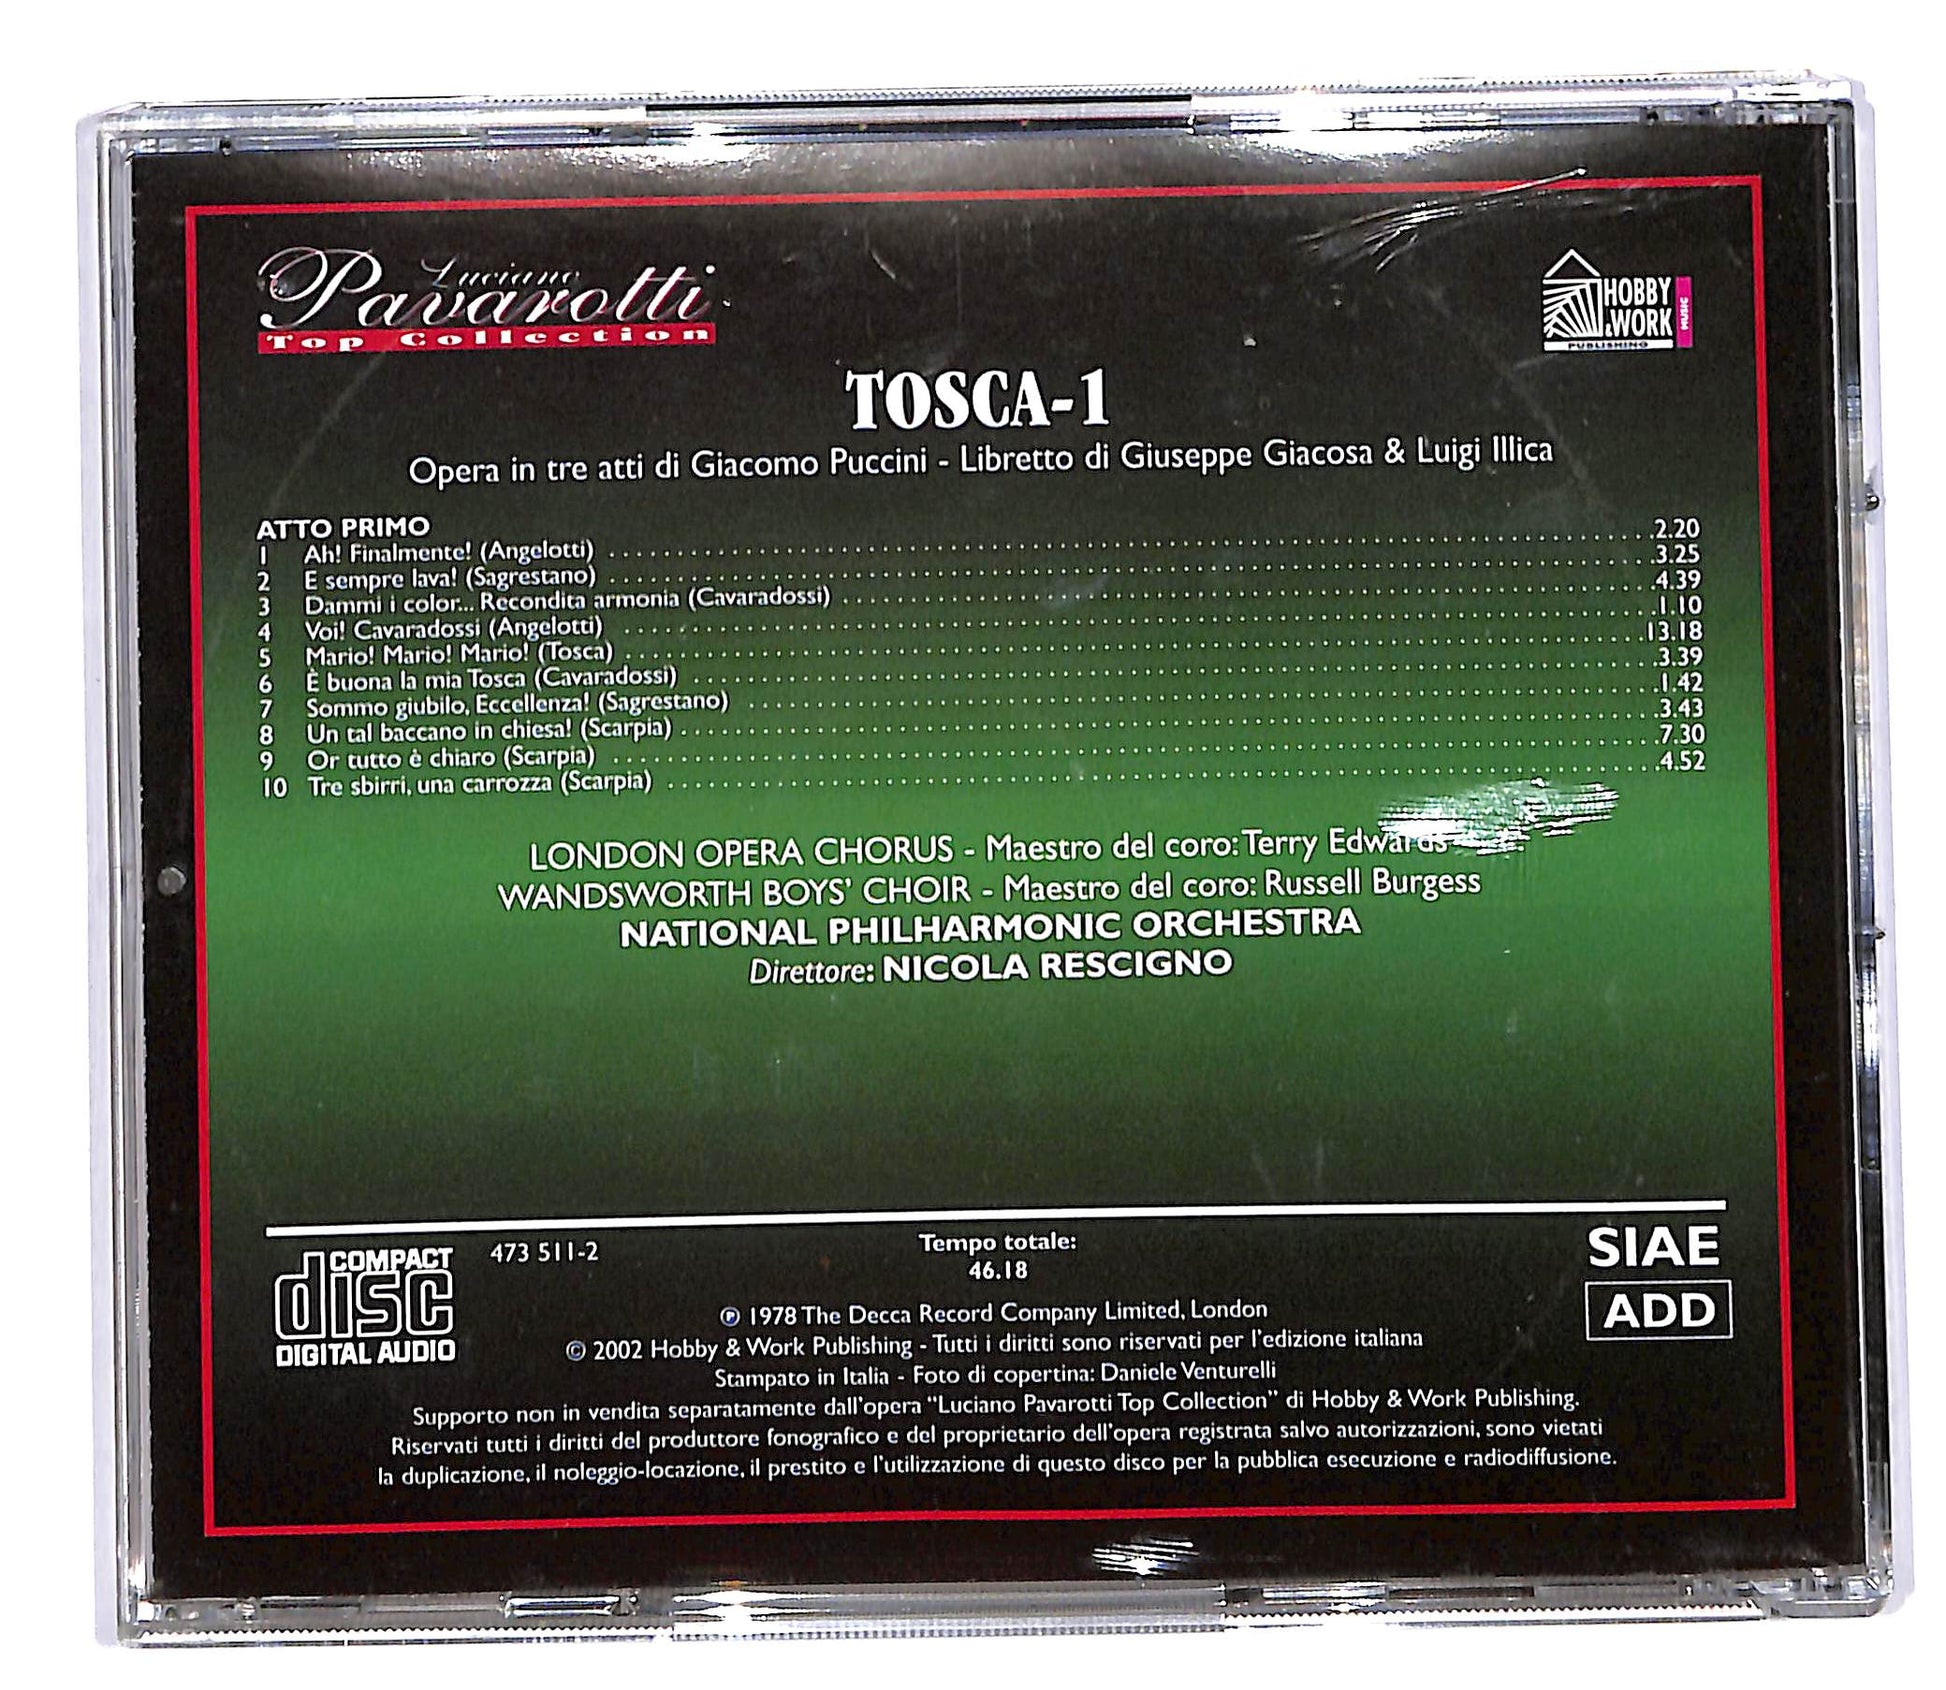 Luciano
Pavarotti
Top Collection
HOBBY
& WORK
PUBLISHING
MUSIC
TOSCA-1
Opera in tre atti di Giacomo Puccini - Libretto di Giuseppe Giacosa & Luigi Illica
ATTO PRIMO
1 Ah! Finalmente! (Angelotti) 2.20
2 E sempre lava! (Sagrestano) 3.25
3 Dammi i color... Recondita armonia (Cavaradossi) 4.39
4 Voi! Cavaradossi (Angelotti) 1.10
5 Mario! Mario! Mario! (Tosca) 13.18
6 È buona la mia Tosca (Cavaradossi) 3.39
7 Sommo giubilo, Eccellenza! (Sagrestano) 1.42
8 Un tal baccano in chiesa! (Scarpia) 3.43
9 Or tutto è chiaro (Scarpia) 7.30
10 Tre sbirri, una carrozza (Scarpia) 4.52
LONDON OPERA CHORUS - Maestro del coro: Terry Edwards
WANDSWORTH BOYS' CHOIR - Maestro del coro: Russell Burgess
NATIONAL PHILHARMONIC ORCHESTRA
Direttore: NICOLA RESCIGNO
COMPACT
disc
DIGITAL AUDIO
473 511-2
Tempo totale:
46.18
SIAE
ADD
℗ 1978 The Decca Record Company Limited, London
© 2002 Hobby & Work Publishing - Tutti i diritti sono riservati per l'edizione italiana
Stampato in Italia - Foto di copertina: Daniele Venturelli
Supporto non in vendita separatamente dall'opera "Luciano Pavarotti Top Collection" di Hobby & Work Publishing.
Riservati tutti i diritti del produttore fonografico e del proprietario dell'opera registrata salvo autorizzazioni, sono vietati
la duplicazione, il noleggio-locazione, il prestito e l'utilizzazione di questo disco per la pubblica esecuzione e radiodiffusione.